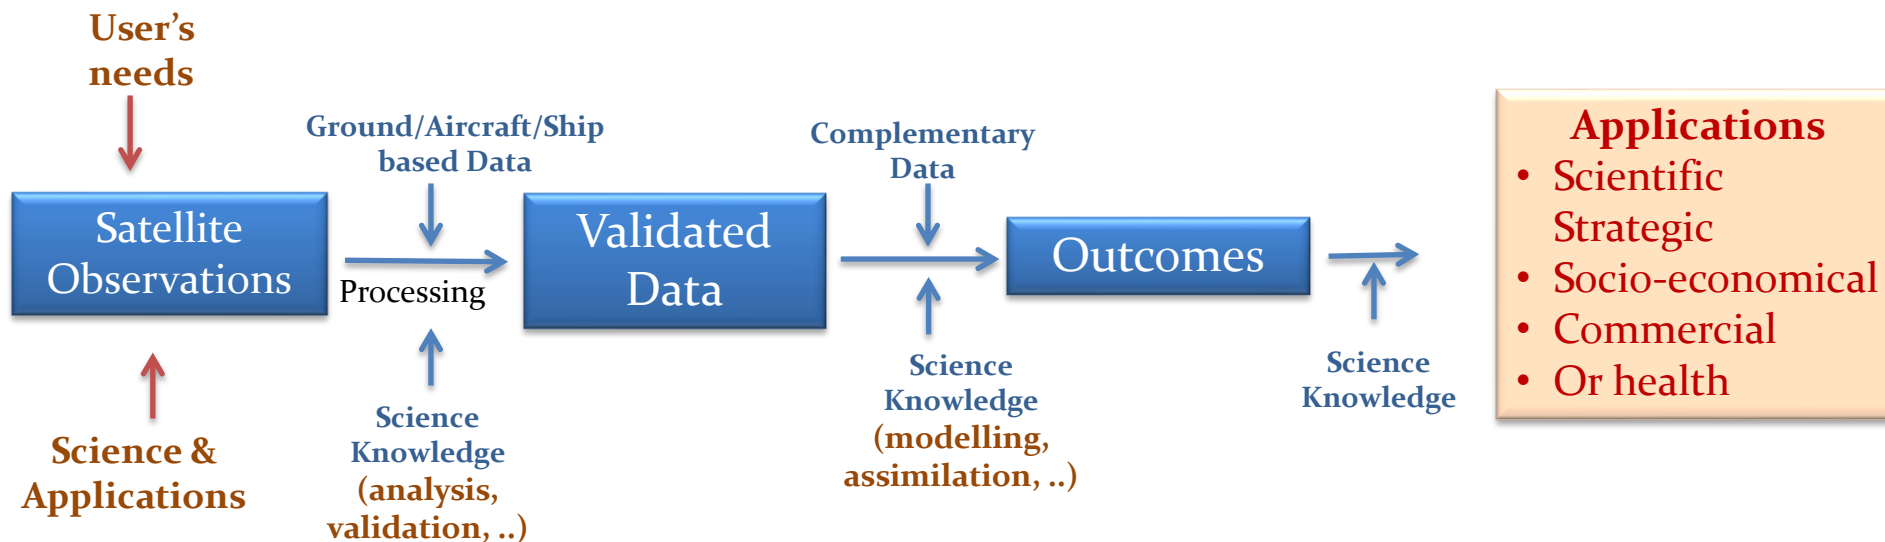 User's
needs
Ground/Aircraft/Ship
based Data
Complementary
Data
Satellite
Observations
Processing
Validated
Data
Outcomes
Science &
Applications
Science
Knowledge
(analysis,
validation, ..)
Science
Knowledge
(modelling,
assimilation, ..)
Science
Knowledge
Applications
• Scientific
Strategic
• Socio-economical
• Commercial
• Or health